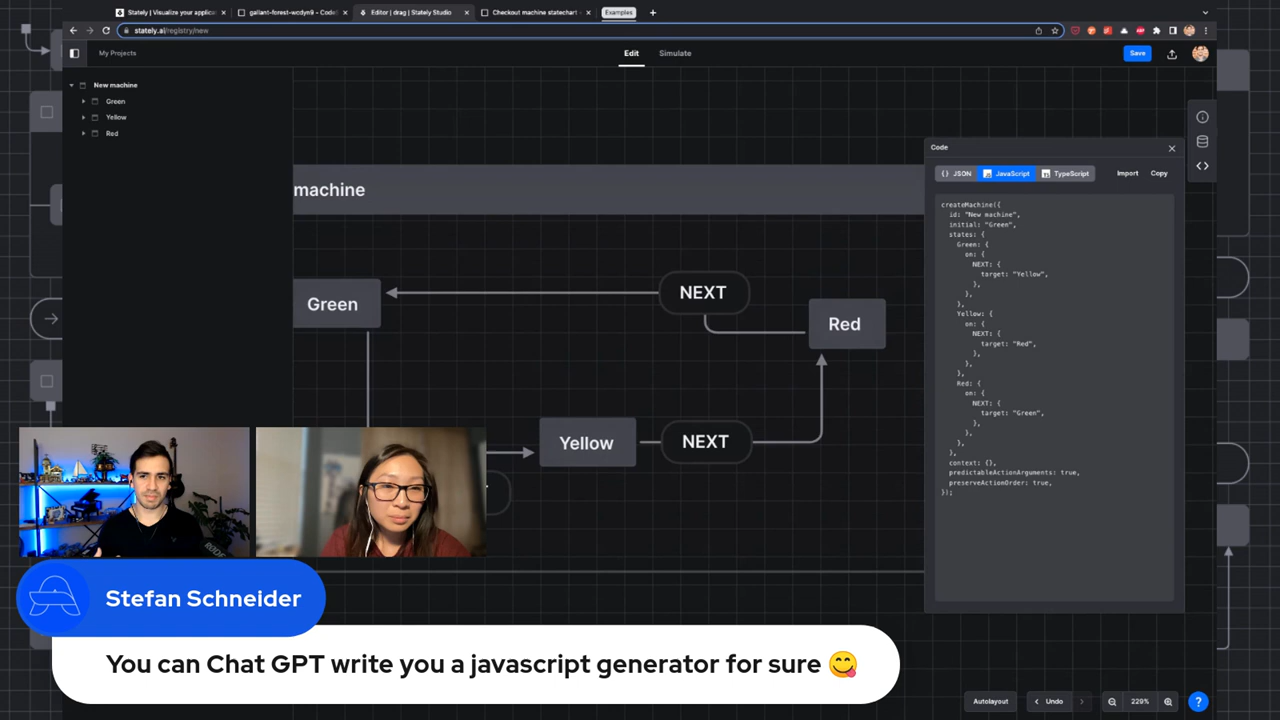 Stately | Visualize your applica
gallant-forest-wcdyn9 – CodeS
Editor | drag | Stately Studio
Checkout machine statechart -
Examples
stately.ai/registry/new
My Projects
Edit
Simulate
Save
New machine
Green
Yellow
Red
machine
Green
NEXT
Red
Yellow
NEXT
Code
{ } JSON
JavaScript
TypeScript
Import
Copy
createMachine({
id: "New machine",
initial: "Green",
states: {
Green: {
on: {
NEXT: {
target: "Yellow",
},
},
},
Yellow: {
on: {
NEXT: {
target: "Red",
},
},
},
Red: {
on: {
NEXT: {
target: "Green",
},
},
},
},
context: {},
predictableActionArguments: true,
preserveActionOrder: true,
});
RØDE
Stefan Schneider
You can Chat GPT write you a javascript generator for sure 😋
Autolayout
Undo
229%
?